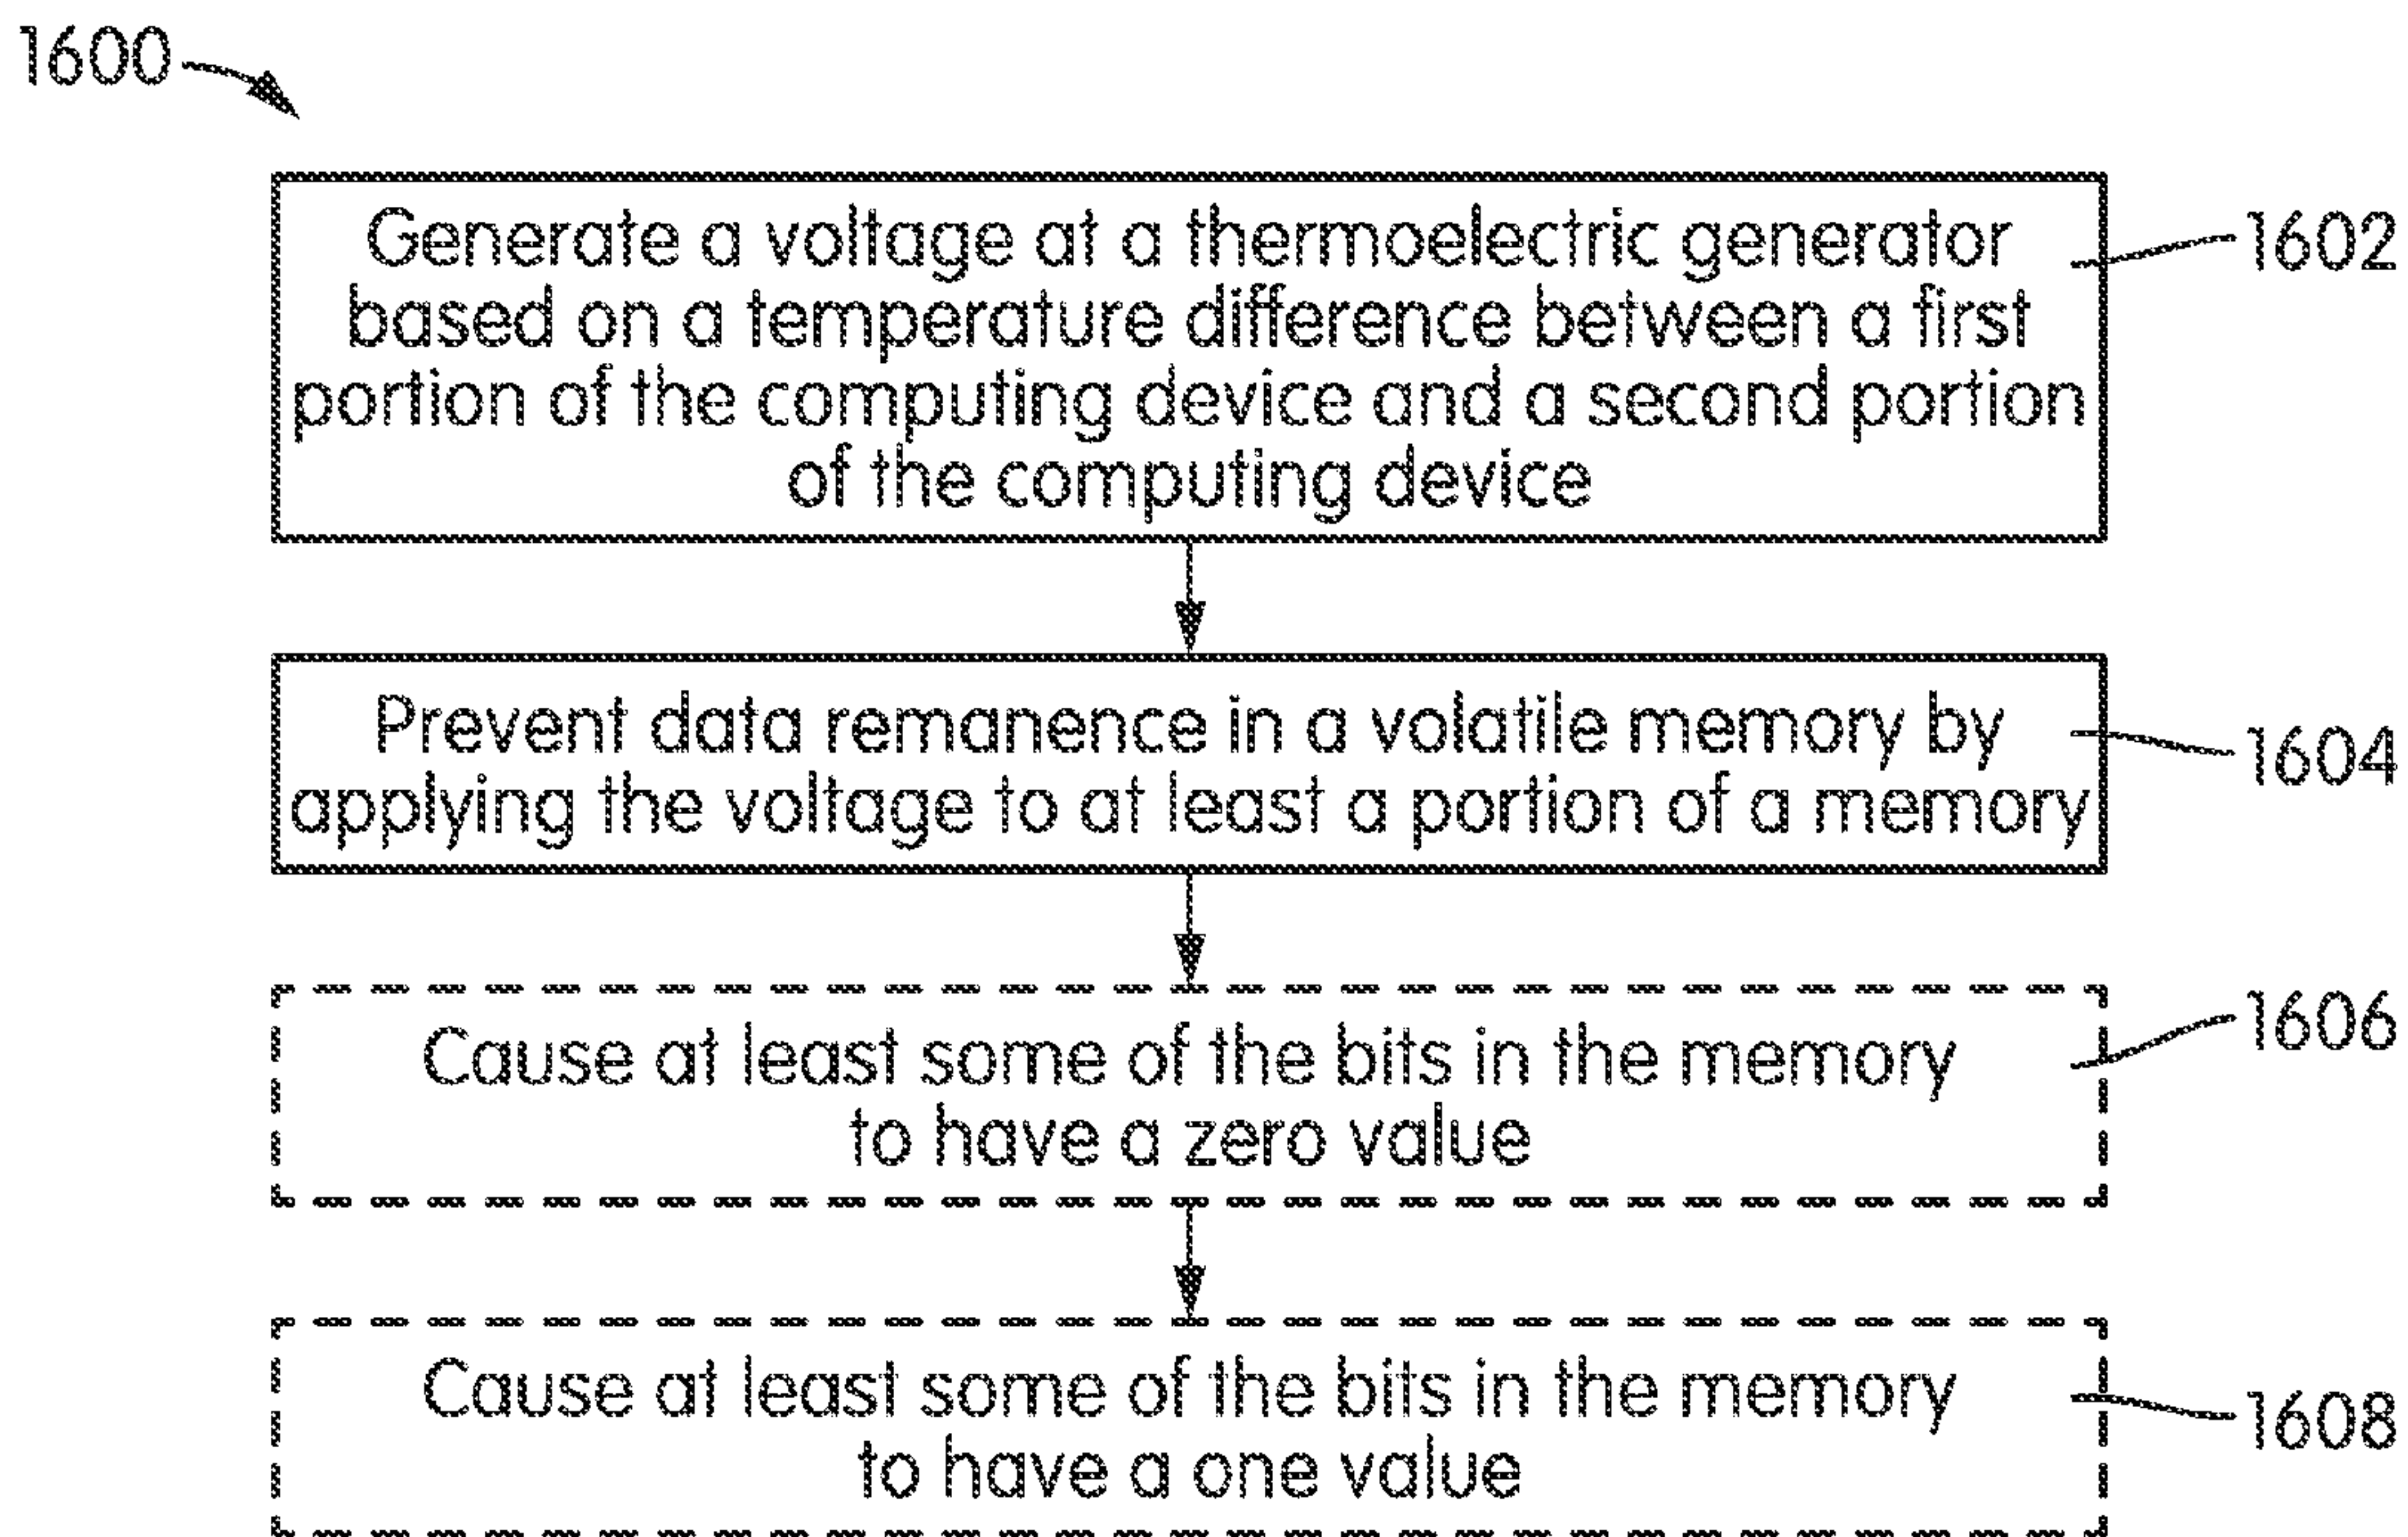 1600
Generate a voltage at a thermoelectric generator
based on a temperature difference between a first
portion of the computing device and a second portion
of the computing device
1602
Prevent data remanence in a volatile memory by
applying the voltage to at least a portion of a memory
1604
Cause at least some of the bits in the memory
to have a zero value
1606
Cause at least some of the bits in the memory
to have a one value
1608